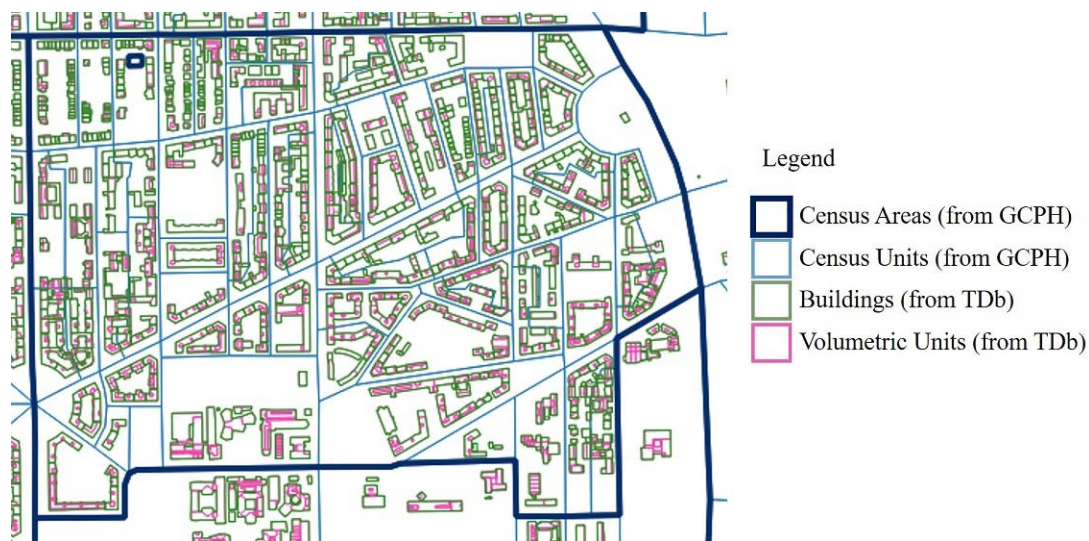 Legend
Census Areas (from GCPH)
Census Units (from GCPH)
Buildings (from TDb)
Volumetric Units (from TDb)